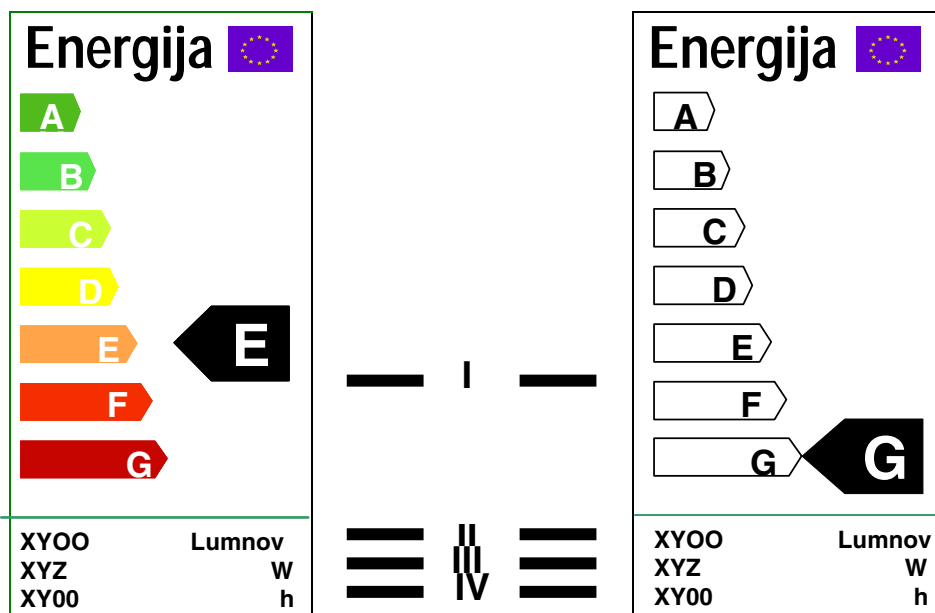 Energija
A
B
C
D
E
E
F
G
XYOO Lumnov
XYZ W
XY00 h
I
II
III
IV
Energija
A
B
C
D
E
F
G
G
XYOO Lumnov
XYZ W
XY00 h